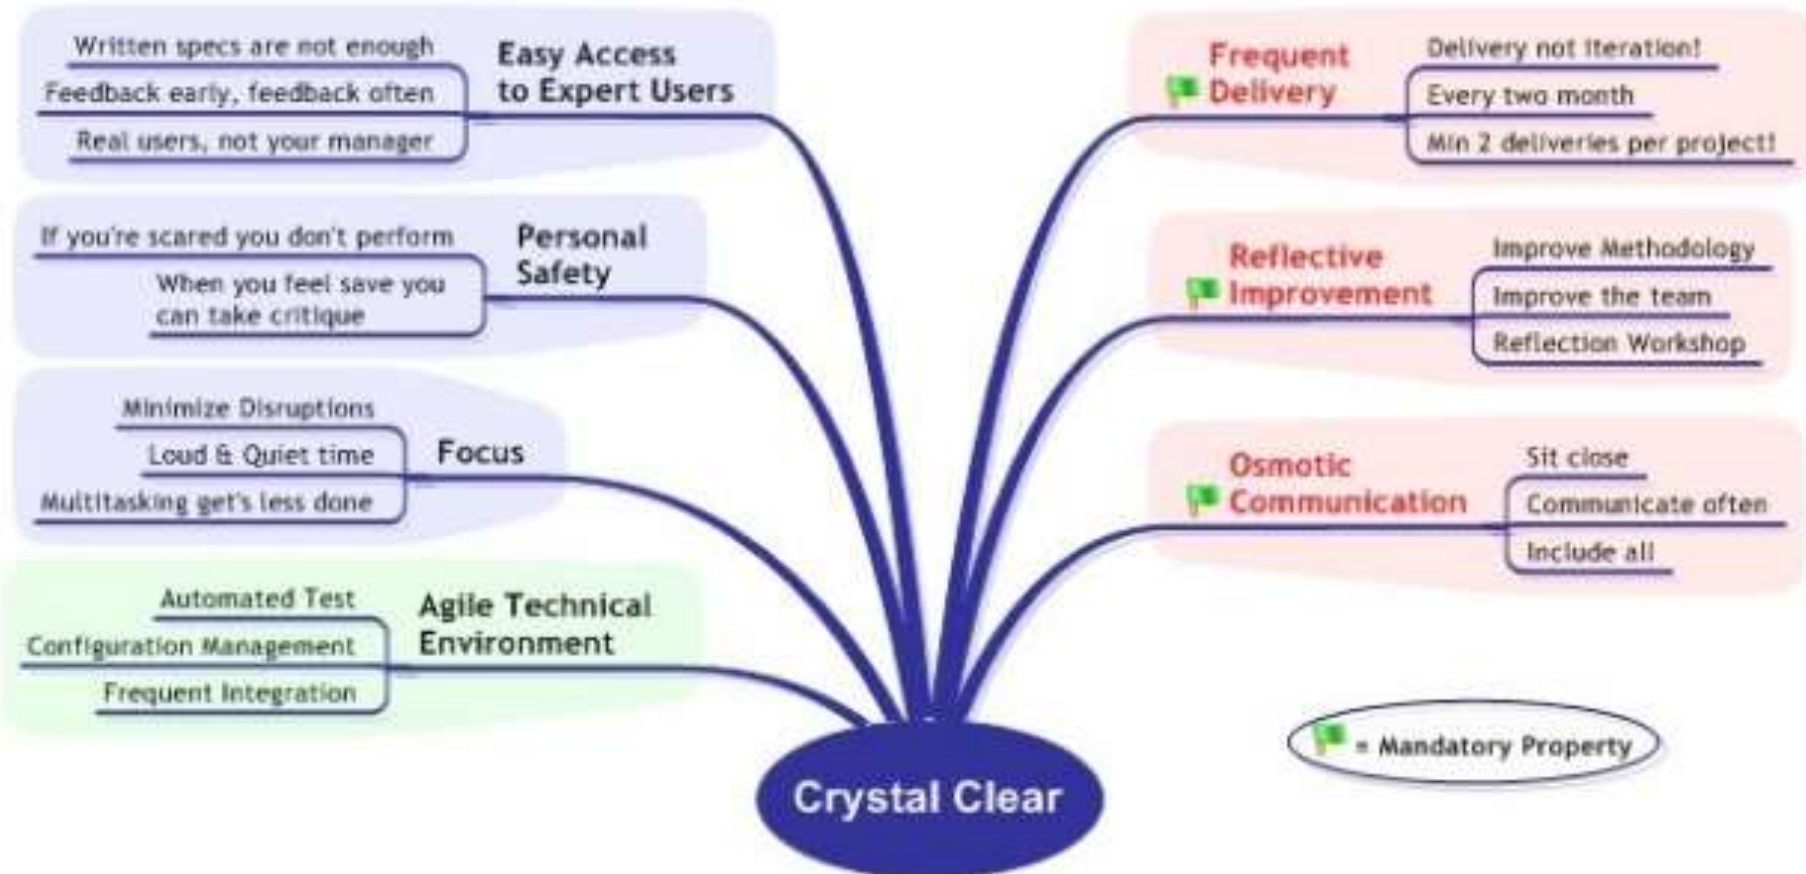 Written specs are not enough
Feedback early, feedback often
Real users, not your manager
Easy Access
to Expert Users
If you're scared you don't perform
When you feel save you
can take critique
Personal
Safety
Minimize Disruptions
Loud & Quiet time
Multitasking get's less done
Focus
Automated Test
Configuration Management
Frequent Integration
Agile Technical
Environment
Frequent
Delivery
Delivery not Iteration!
Every two month
Min 2 deliveries per project!
Reflective
Improvement
Improve Methodology
Improve the team
Reflection Workshop
Osmotic
Communication
Sit close
Communicate often
Include all
= Mandatory Property
Crystal Clear